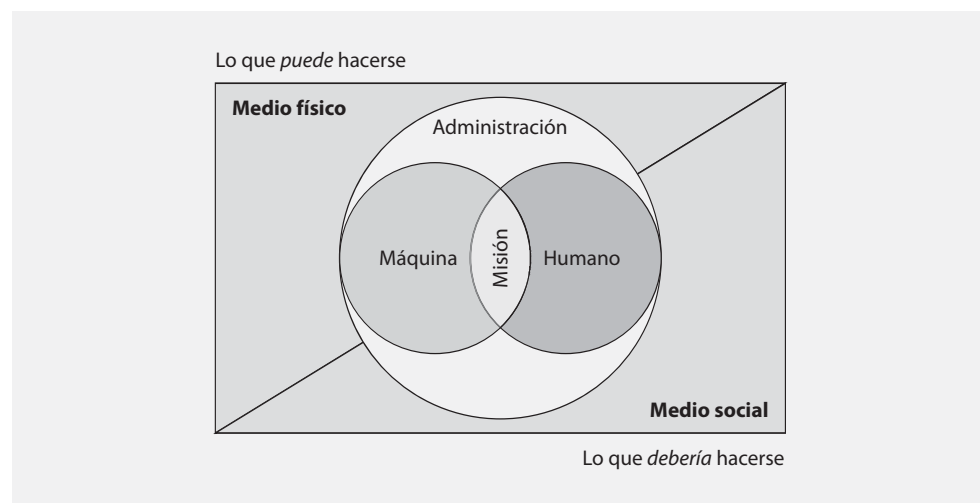 Lo que puede hacerse
Medio físico
Administración
Máquina
Misión
Humano
Medio social
Lo que debería hacerse